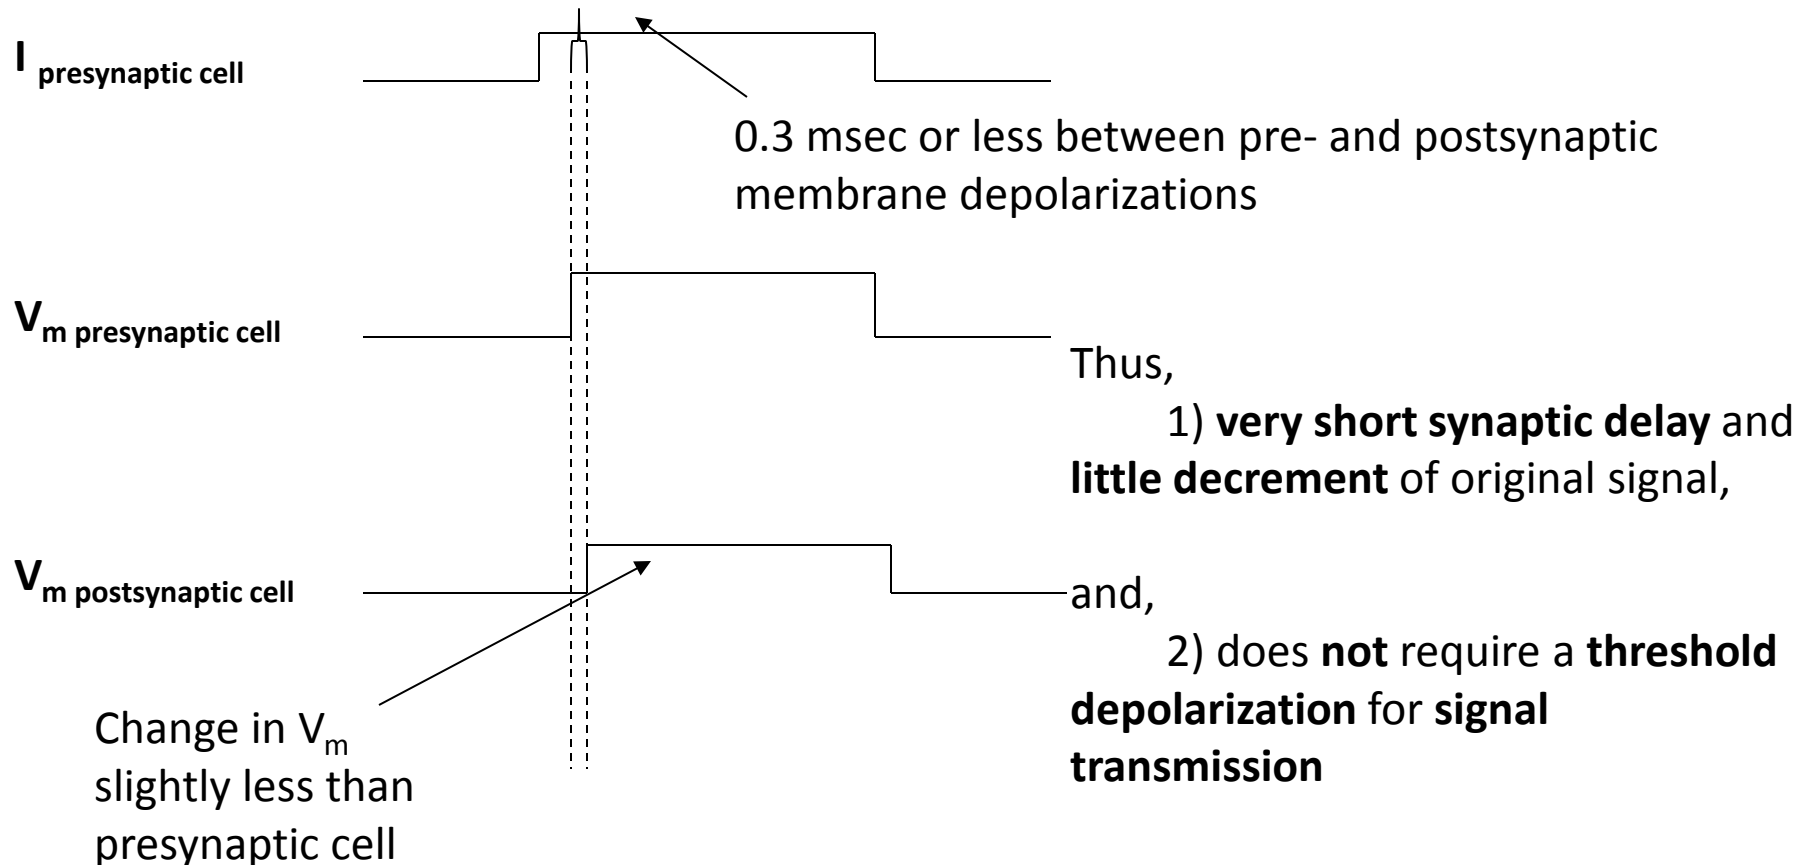 I presynaptic cell
0.3 msec or less between pre- and postsynaptic
membrane depolarizations
Vm presynaptic cell
Thus,
1) very short synaptic delay and
little decrement of original signal,
Vm postsynaptic cell
and,
2) does not require a threshold
depolarization for signal
transmission
Change in Vm
slightly less than
presynaptic cell